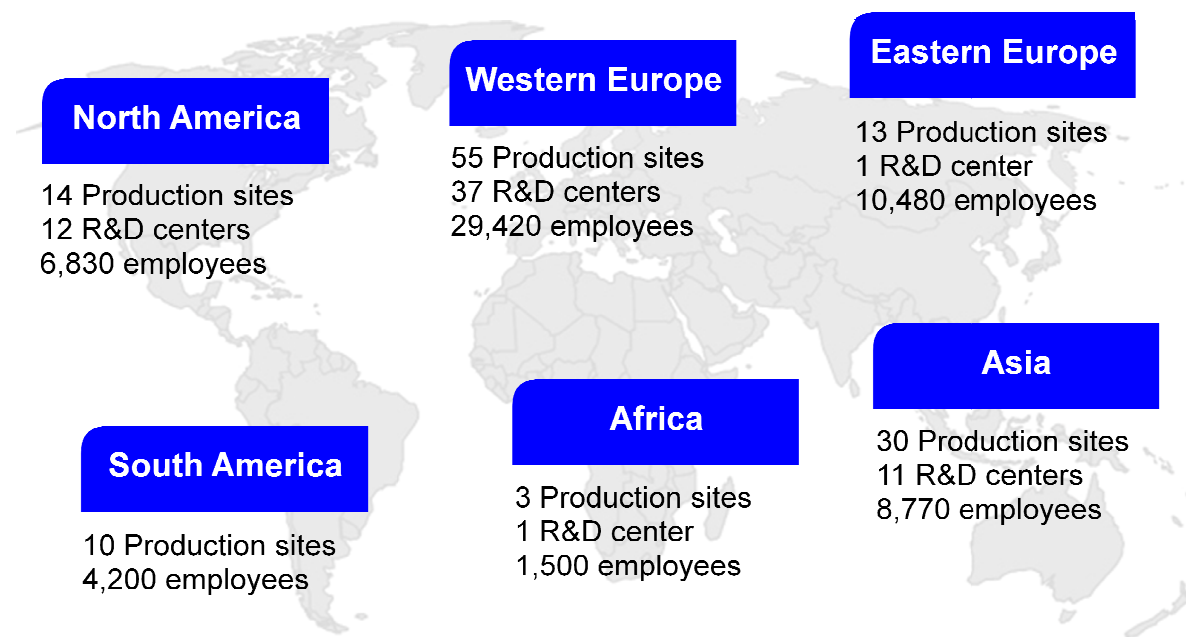 North America
14 Production sites
12 R&D centers
6,830 employees
Western Europe
55 Production sites
37 R&D centers
29,420 employees
Eastern Europe
13 Production sites
1 R&D center
10,480 employees
South America
10 Production sites
4,200 employees
Africa
3 Production sites
1 R&D center
1,500 employees
Asia
30 Production sites
11 R&D centers
8,770 employees